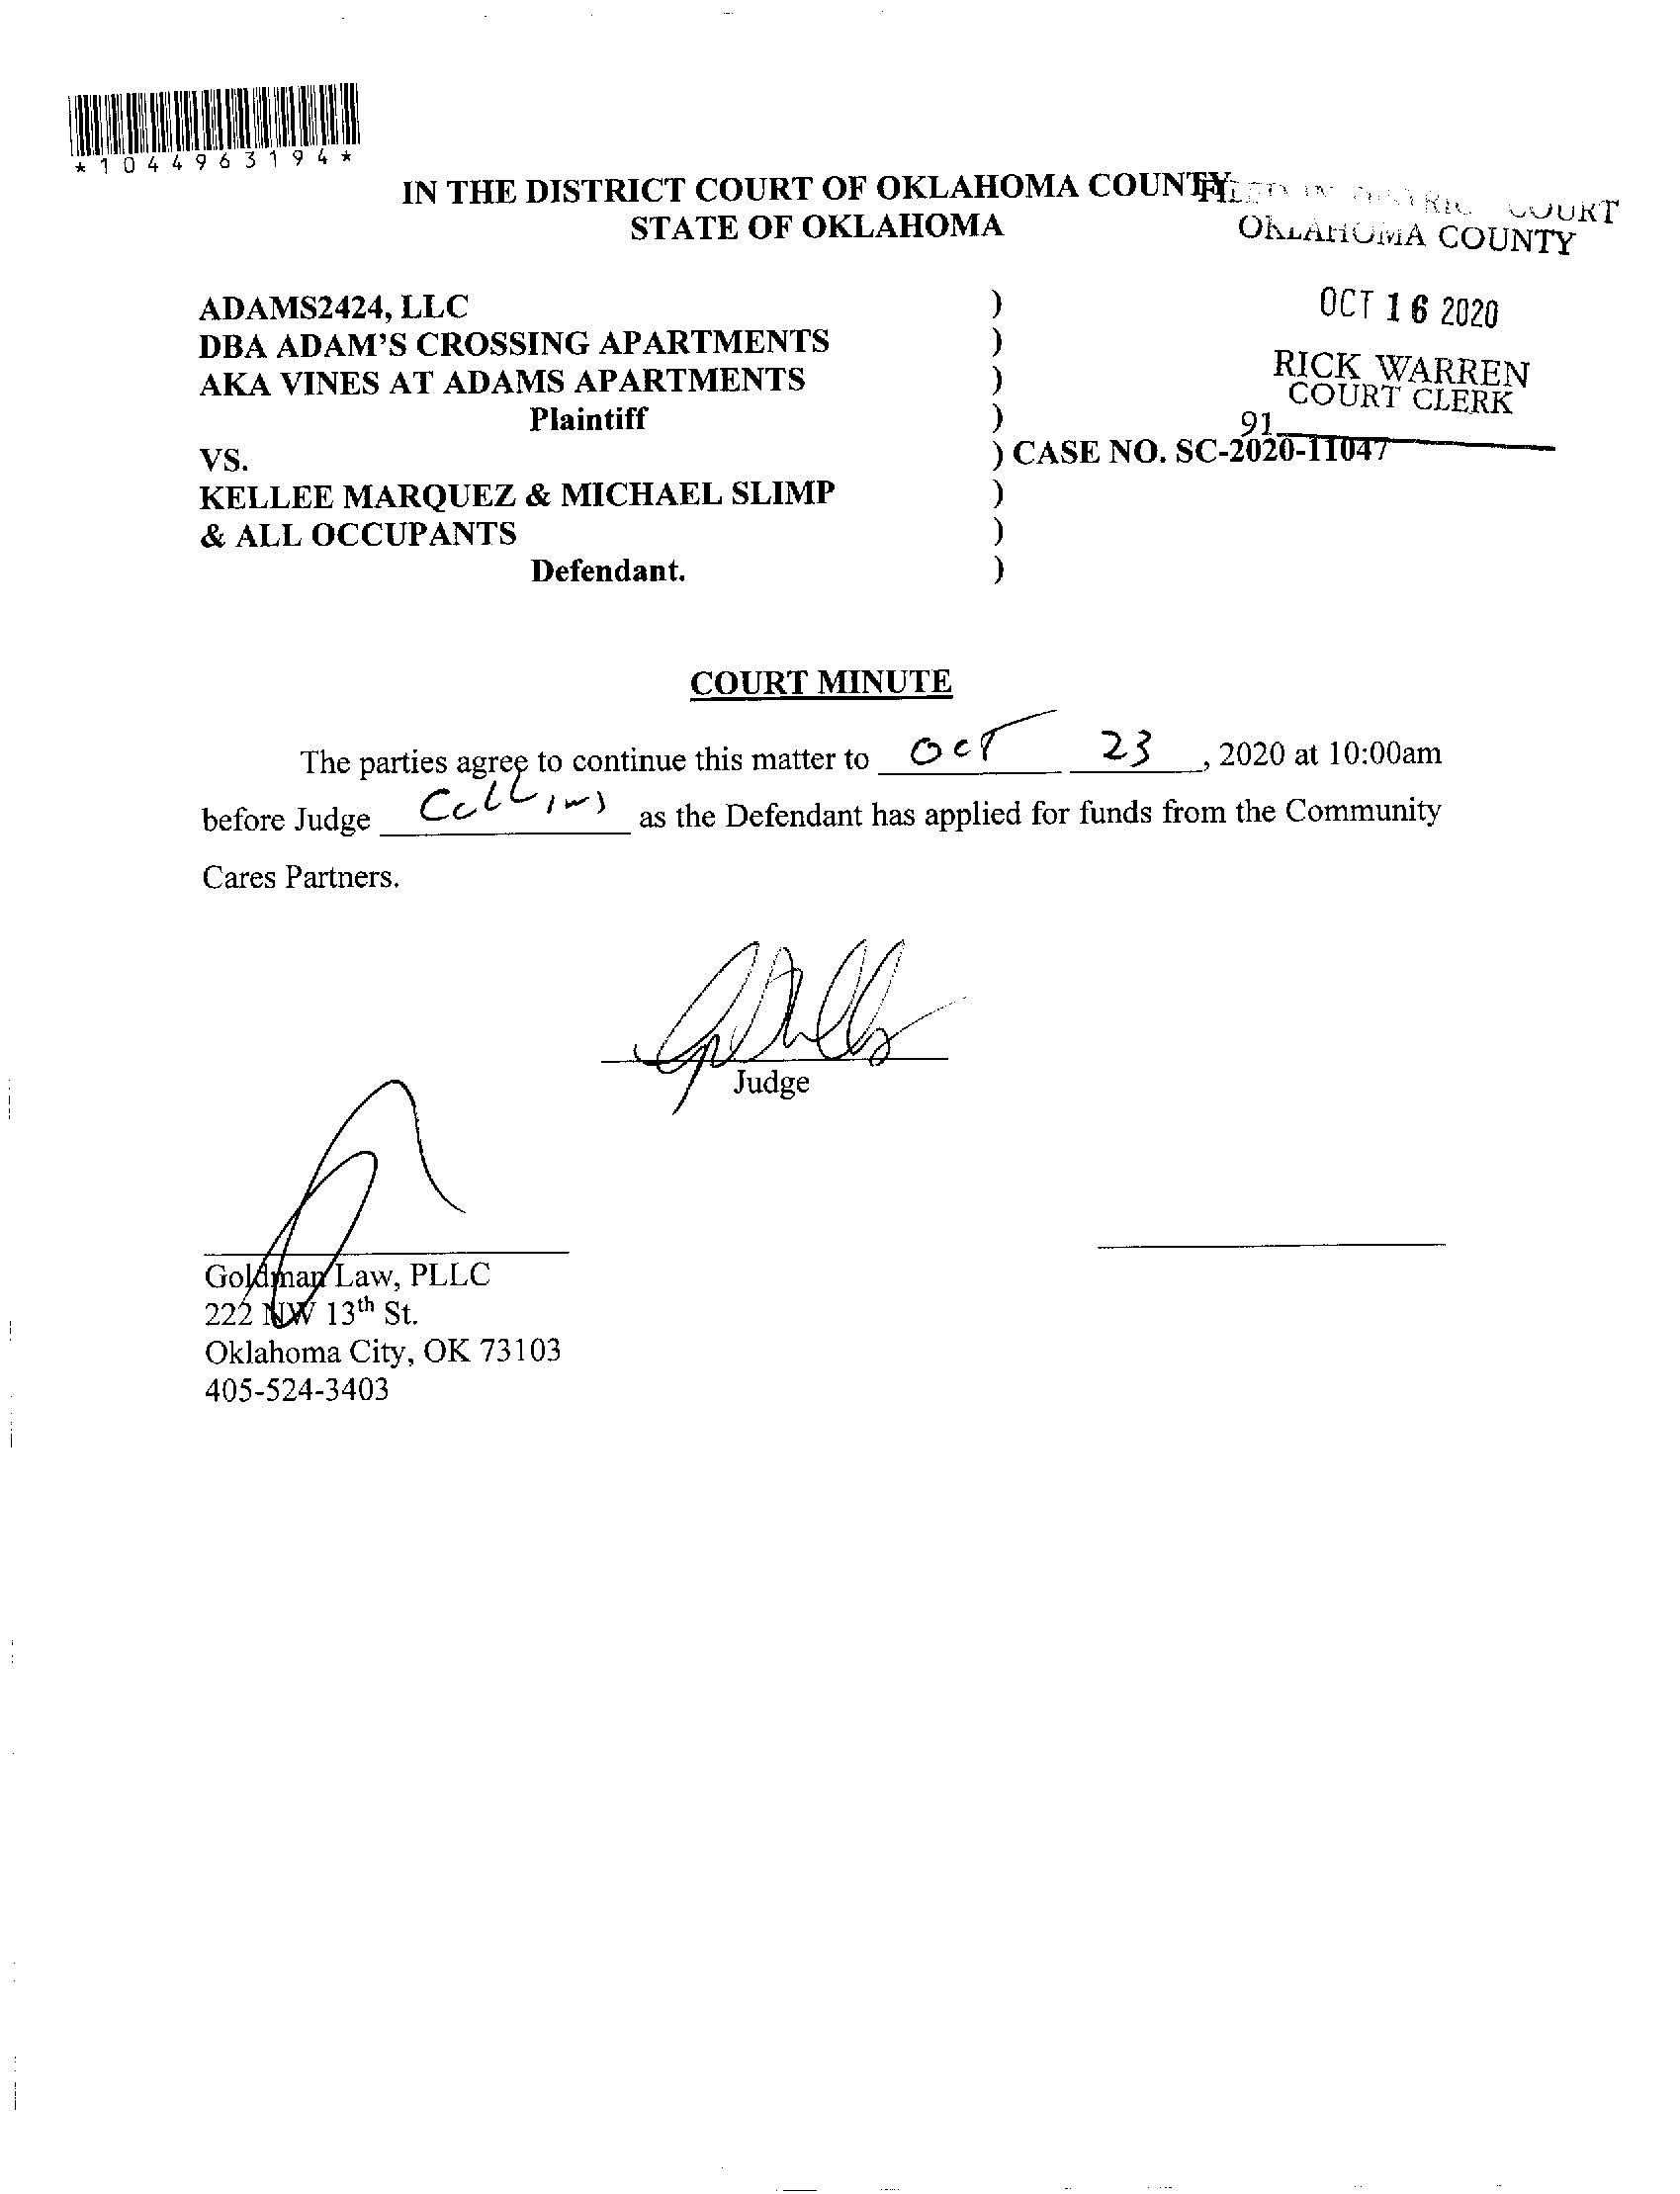 *1044963194*
IN THE DISTRICT COURT OF OKLAHOMA COUNTY
STATE OF OKLAHOMA
FILED IN DISTRICT COURT
OKLAHOMA COUNTY
OCT 16 2020
RICK WARREN
COURT CLERK
91
ADAMS2424, LLC )
DBA ADAM'S CROSSING APARTMENTS )
AKA VINES AT ADAMS APARTMENTS )
Plaintiff )
VS. ) CASE NO. SC-2020-11047
KELLEE MARQUEZ & MICHAEL SLIMP )
& ALL OCCUPANTS )
Defendant. )
COURT MINUTE
The parties agree to continue this matter to Oct 23, 2020 at 10:00am
before Judge Collins as the Defendant has applied for funds from the Community
Cares Partners.
Judge
Goldman Law, PLLC
222 NW 13th St.
Oklahoma City, OK 73103
405-524-3403